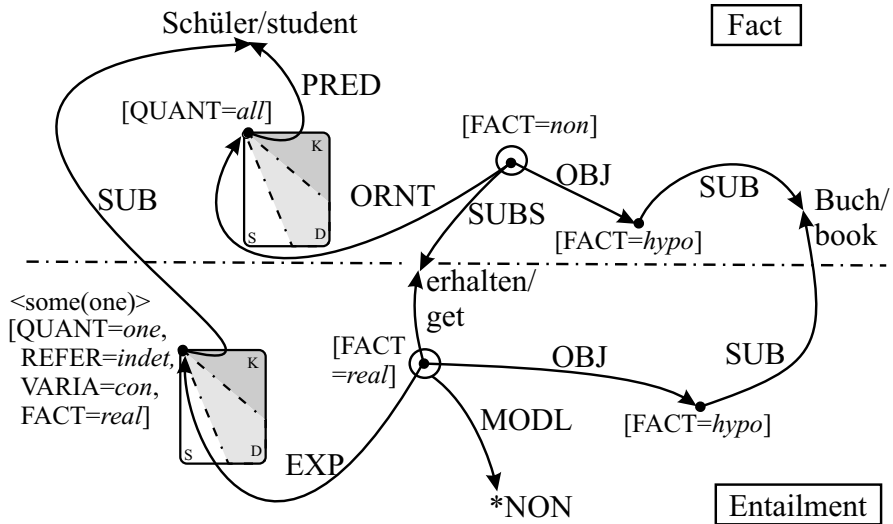 Schüler/student
Fact
PRED
[QUANT=all]
K
[FACT=non]
OBJ
SUB
ORNT
SUB
SUBS
Buch/
book
S
D
[FACT=hypo]
erhalten/
get
<some(one)>
[QUANT=one,
REFER=indet,
VARIA=con,
FACT=real]
K
[FACT
=real]
OBJ
SUB
MODL
[FACT=hypo]
S
D
EXP
*NON
Entailment